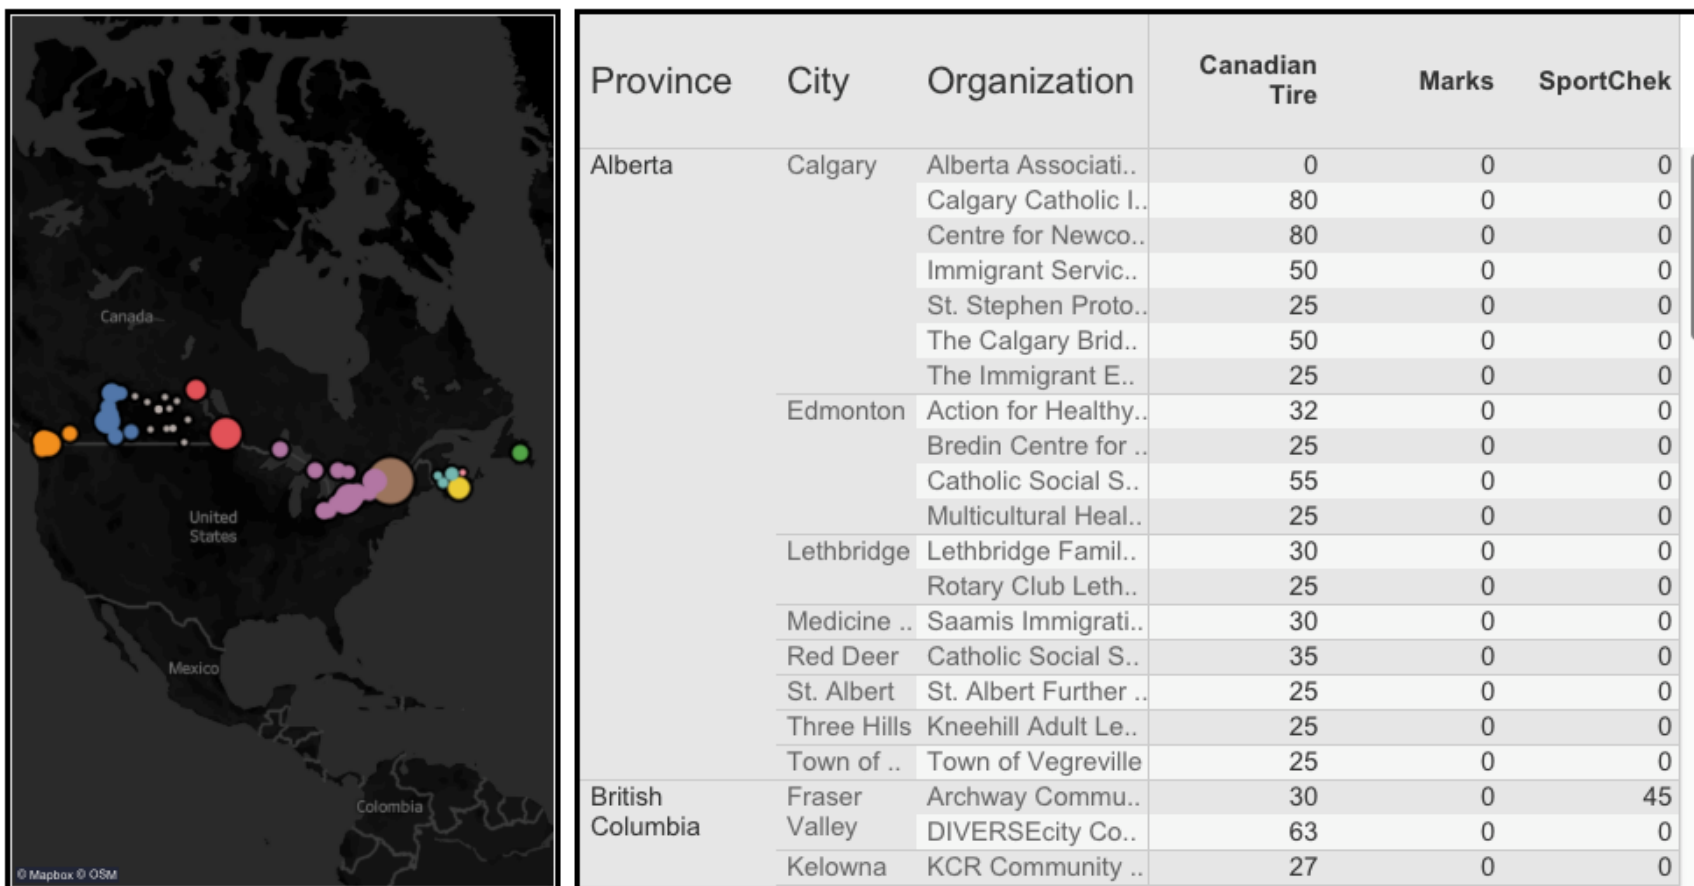 Canada
United
States
Mexico
Colombia
© Mapbox © OSM
Province City Organization Canadian Tire Marks SportChek
Alberta Calgary Alberta Associati.. 0 0 0
Calgary Catholic I.. 80 0 0
Centre for Newco.. 80 0 0
Immigrant Servic.. 50 0 0
St. Stephen Proto.. 25 0 0
The Calgary Brid.. 50 0 0
The Immigrant E.. 25 0 0
Edmonton Action for Healthy.. 32 0 0
Bredin Centre for .. 25 0 0
Catholic Social S.. 55 0 0
Multicultural Heal.. 25 0 0
Lethbridge Lethbridge Famil.. 30 0 0
Rotary Club Leth.. 25 0 0
Medicine .. Saamis Immigrati.. 30 0 0
Red Deer Catholic Social S.. 35 0 0
St. Albert St. Albert Further .. 25 0 0
Three Hills Kneehill Adult Le.. 25 0 0
Town of .. Town of Vegreville 25 0 0
British Columbia Fraser Valley Archway Commu.. 30 0 45
DIVERSEcity Co.. 63 0 0
Kelowna KCR Community .. 27 0 0